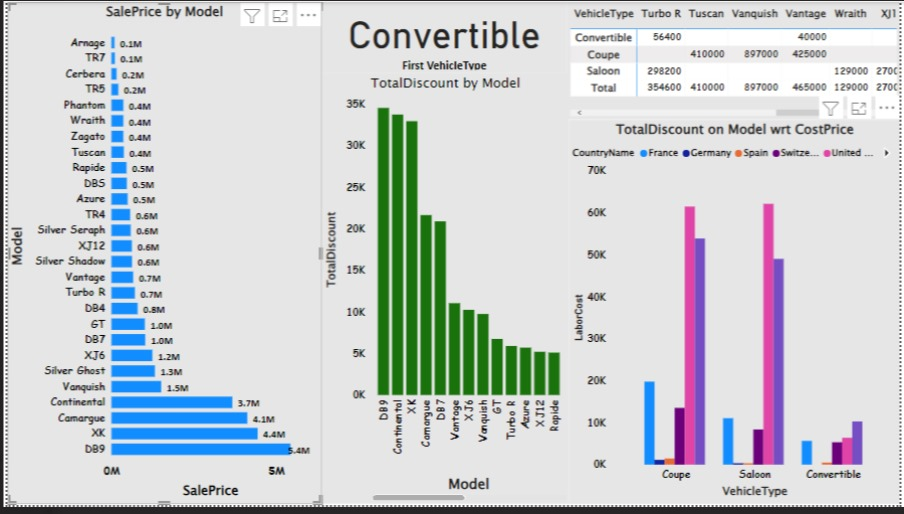 SalePrice by Model
Arnage 0.1M
TR7 0.1M
Cerbera 0.2M
TR5 0.2M
Phantom 0.4M
Wraith 0.4M
Zagato 0.4M
Tuscan 0.4M
Rapide 0.5M
DB5 0.5M
Azure 0.5M
TR4 0.6M
Silver Seraph 0.6M
XJ12 0.6M
Silver Shadow 0.6M
Vantage 0.7M
Turbo R 0.7M
DB4 0.8M
GT 1.0M
DB7 1.0M
XJ6 1.2M
Silver Ghost 1.3M
Vanquish 1.5M
Continental 3.7M
Camargue 4.1M
XK 4.4M
DB9 5.4M
Model
0M 5M
SalePrice
Convertible
First VehicleType
TotalDiscount by Model
TotalDiscount
35K
30K
25K
20K
15K
10K
5K
0K
DB9 Continental XK Camargue DB7 Vantage XJ6 Vanquish GT Turbo R Azure XJ12 Rapide
Model
VehicleType Turbo R Tuscan Vanquish Vantage Wraith XJ1
Convertible 56400 40000
Coupe 410000 897000 425000
Saloon 298200 129000 270
Total 354600 410000 897000 465000 129000 270
TotalDiscount on Model wrt CostPrice
CountryName France Germany Spain Switze... United ...
LaborCost
70K
60K
50K
40K
30K
20K
10K
0K
Coupe Saloon Convertible
VehicleType